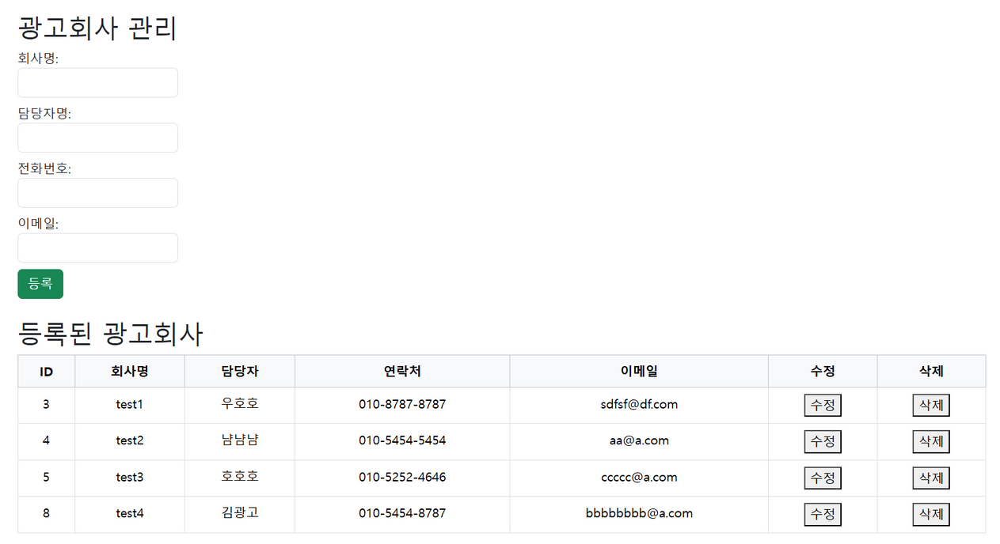 광고회사 관리
회사명:
담당자명:
전화번호:
이메일:
등록
등록된 광고회사
ID 회사명 담당자 연락처 이메일 수정 삭제
3 test1 우호호 010-8787-8787 sdfsf@df.com 수정 삭제
4 test2 냠냠냠 010-5454-5454 aa@a.com 수정 삭제
5 test3 호호호 010-5252-4646 ccccc@a.com 수정 삭제
8 test4 김광고 010-5454-8787 bbbbbbbb@a.com 수정 삭제